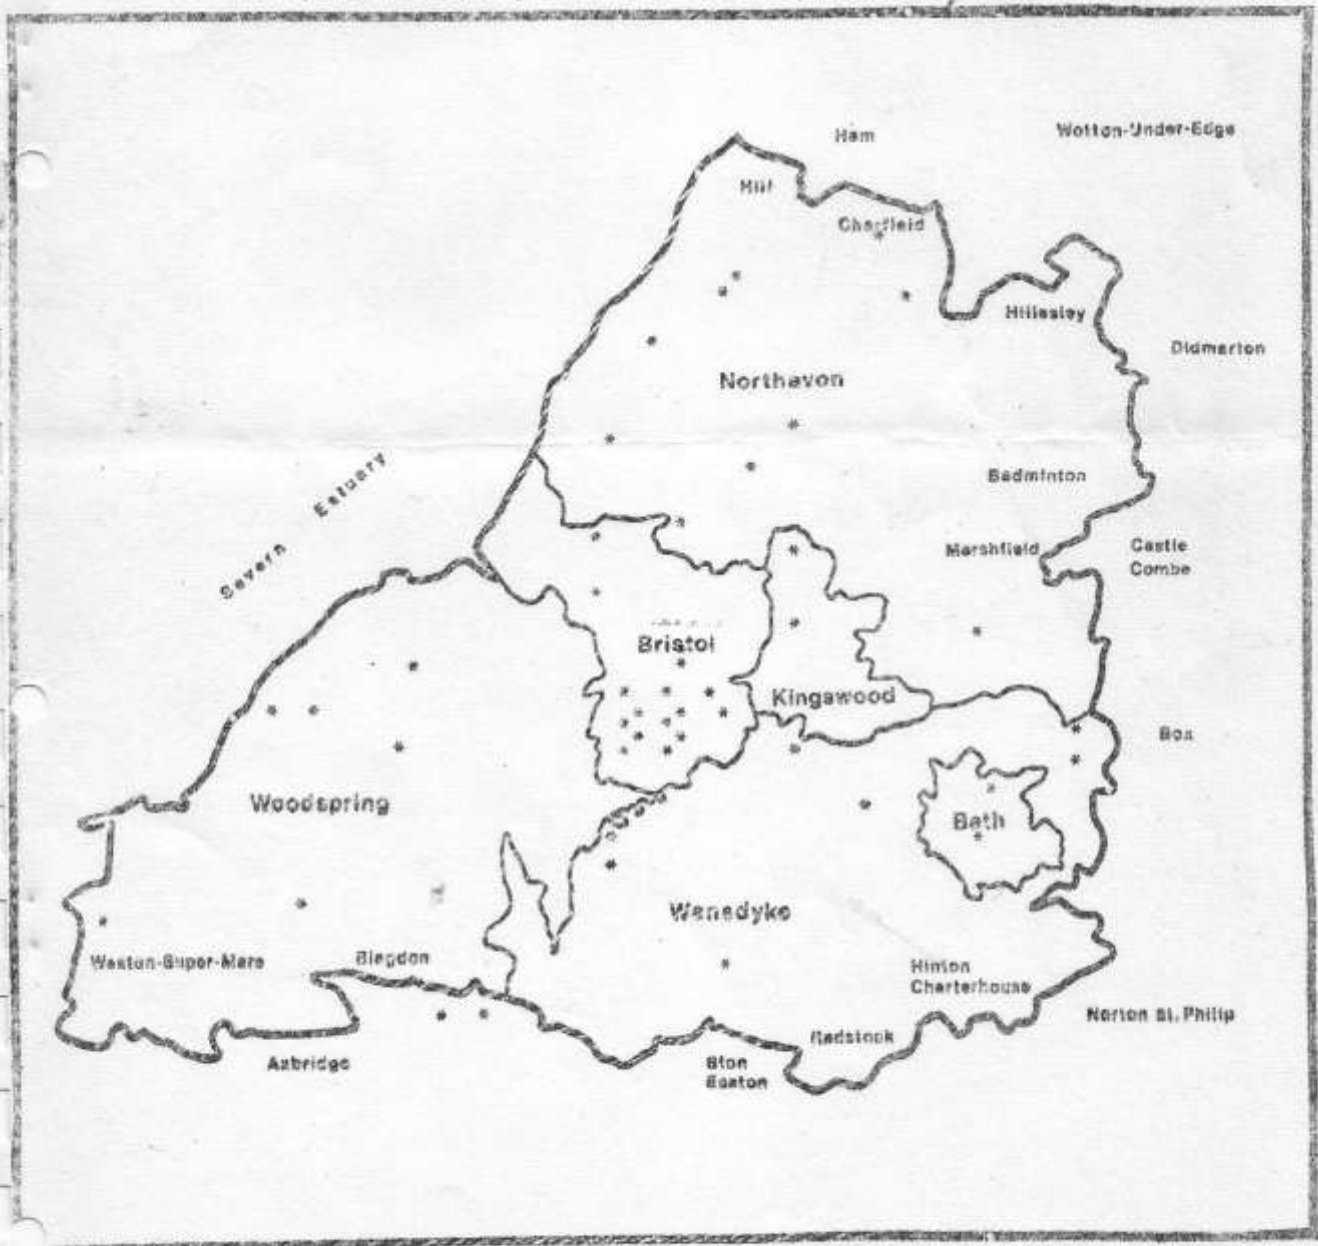 Ham
Wotton-Under-Edge
Hill
Charfield
Hillesley
Didmarton
Northavon
Badminton
Severn Estuary
Marshfield
Castle
Combe
Bristol
Kingswood
Box
Woodspring
Bath
Wansdyke
Weston-Super-Mare
Blagdon
Hinton
Charterhouse
Norton St. Philip
Radstock
Axbridge
Ston
Easton